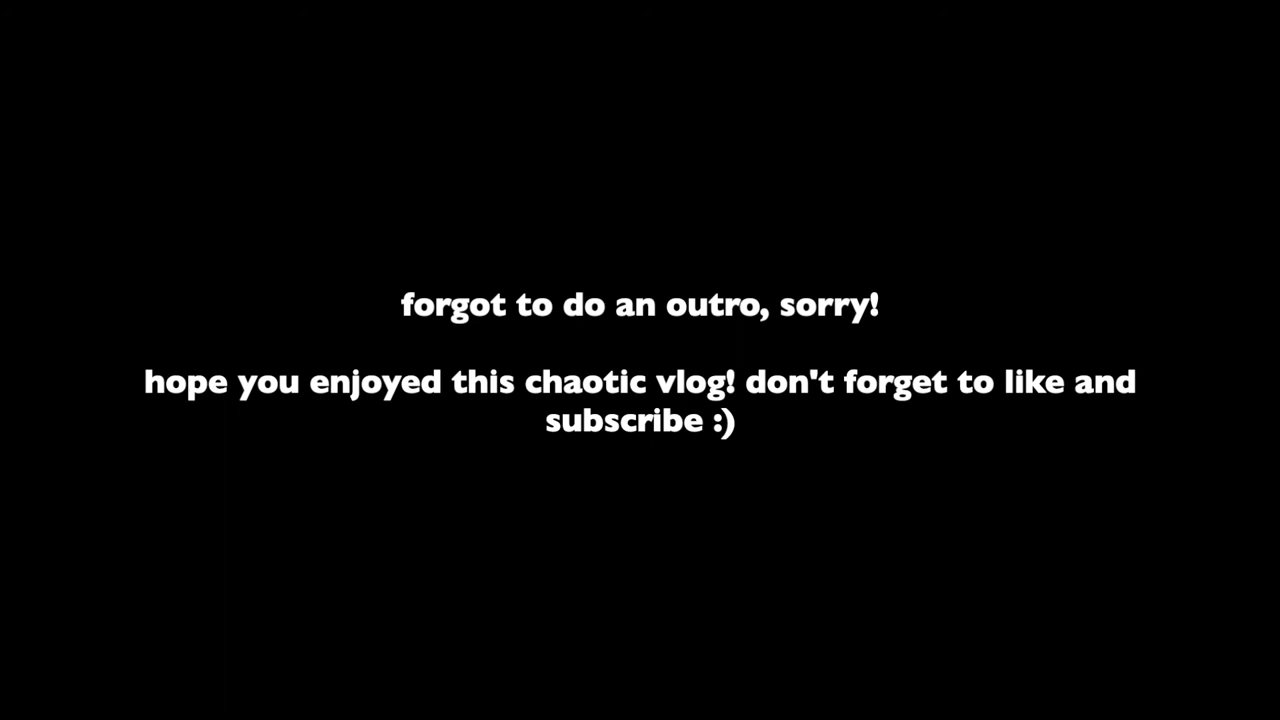 forgot to do an outro, sorry!
hope you enjoyed this chaotic vlog! don't forget to like and
subscribe :)